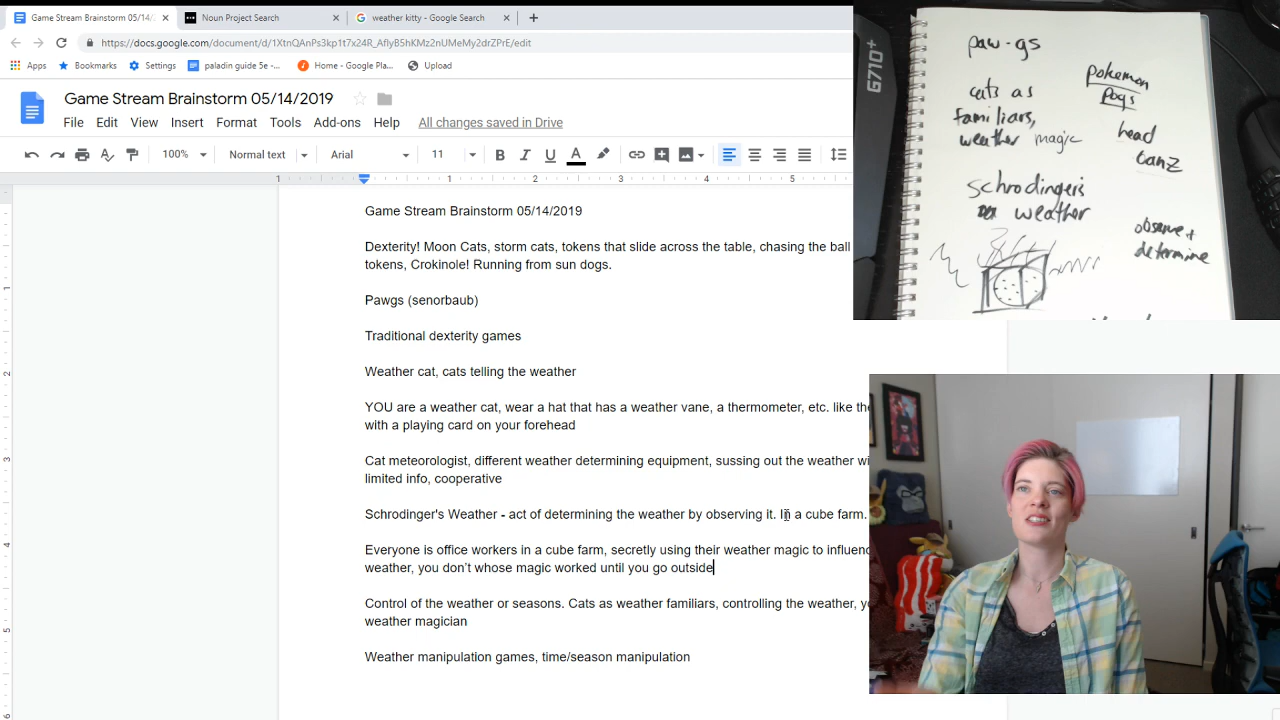 Game Stream Brainstorm 05/14/2019
Noun Project Search
weather kitty - Google Search
https://docs.google.com/document/d/1XtnQAnPs3kp1t7x24R_AflyB5hKMz2nUMeMy2drZPrE/edit
Apps
Bookmarks
Settings
paladin guide 5e -...
Home - Google Pla...
Upload
Game Stream Brainstorm 05/14/2019
File Edit View Insert Format Tools Add-ons Help All changes saved in Drive
100% Normal text Arial 11 B I U A
1 1 2 3 4 5
Game Stream Brainstorm 05/14/2019
Dexterity! Moon Cats, storm cats, tokens that slide across the table, chasing the ball
tokens, Crokinole! Running from sun dogs.
Pawgs (senorbaub)
Traditional dexterity games
Weather cat, cats telling the weather
YOU are a weather cat, wear a hat that has a weather vane, a thermometer, etc. like
with a playing card on your forehead
Cat meteorologist, different weather determining equipment, sussing out the weather
limited info, cooperative
Schrodinger's Weather - act of determining the weather by observing it. In a cube farm.
Everyone is office workers in a cube farm, secretly using their weather magic to
weather, you don't whose magic worked until you go outside
Control of the weather or seasons. Cats as weather familiars, controlling the weather,
weather magician
Weather manipulation games, time/season manipulation
G710+
paw-gs
cats as
familiars,
weather magic
schrodinger's
weather
pokemon
pogs
head
banz
observe +
determine